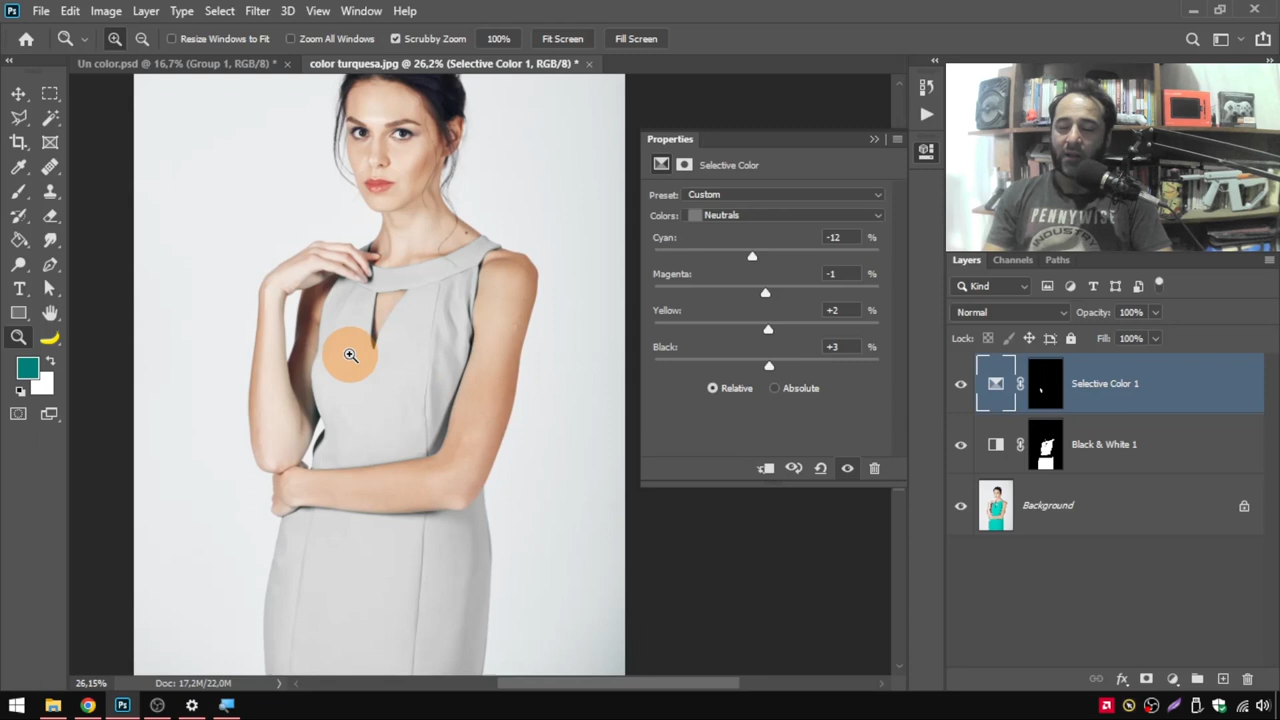 Ps File Edit Image Layer Type Select Filter 3D View Window Help
Resize Windows to Fit Zoom All Windows Scrubby Zoom 100% Fit Screen Fill Screen
Un color.psd @ 16,7% (Group 1, RGB/8) * × color turquesa.jpg @ 26,2% (Selective Color 1, RGB/8) * ×
Properties
Selective Color
Preset: Custom
Colors: Neutrals
Cyan: -12 %
Magenta: -1 %
Yellow: +2 %
Black: +3 %
Relative Absolute
PENNYWISE
INDUSTRY
Layers Channels Paths
Kind
Normal Opacity: 100%
Lock: Fill: 100%
Selective Color 1
Black & White 1
Background
26,15% Doc: 17,2M/22,0M
Ps